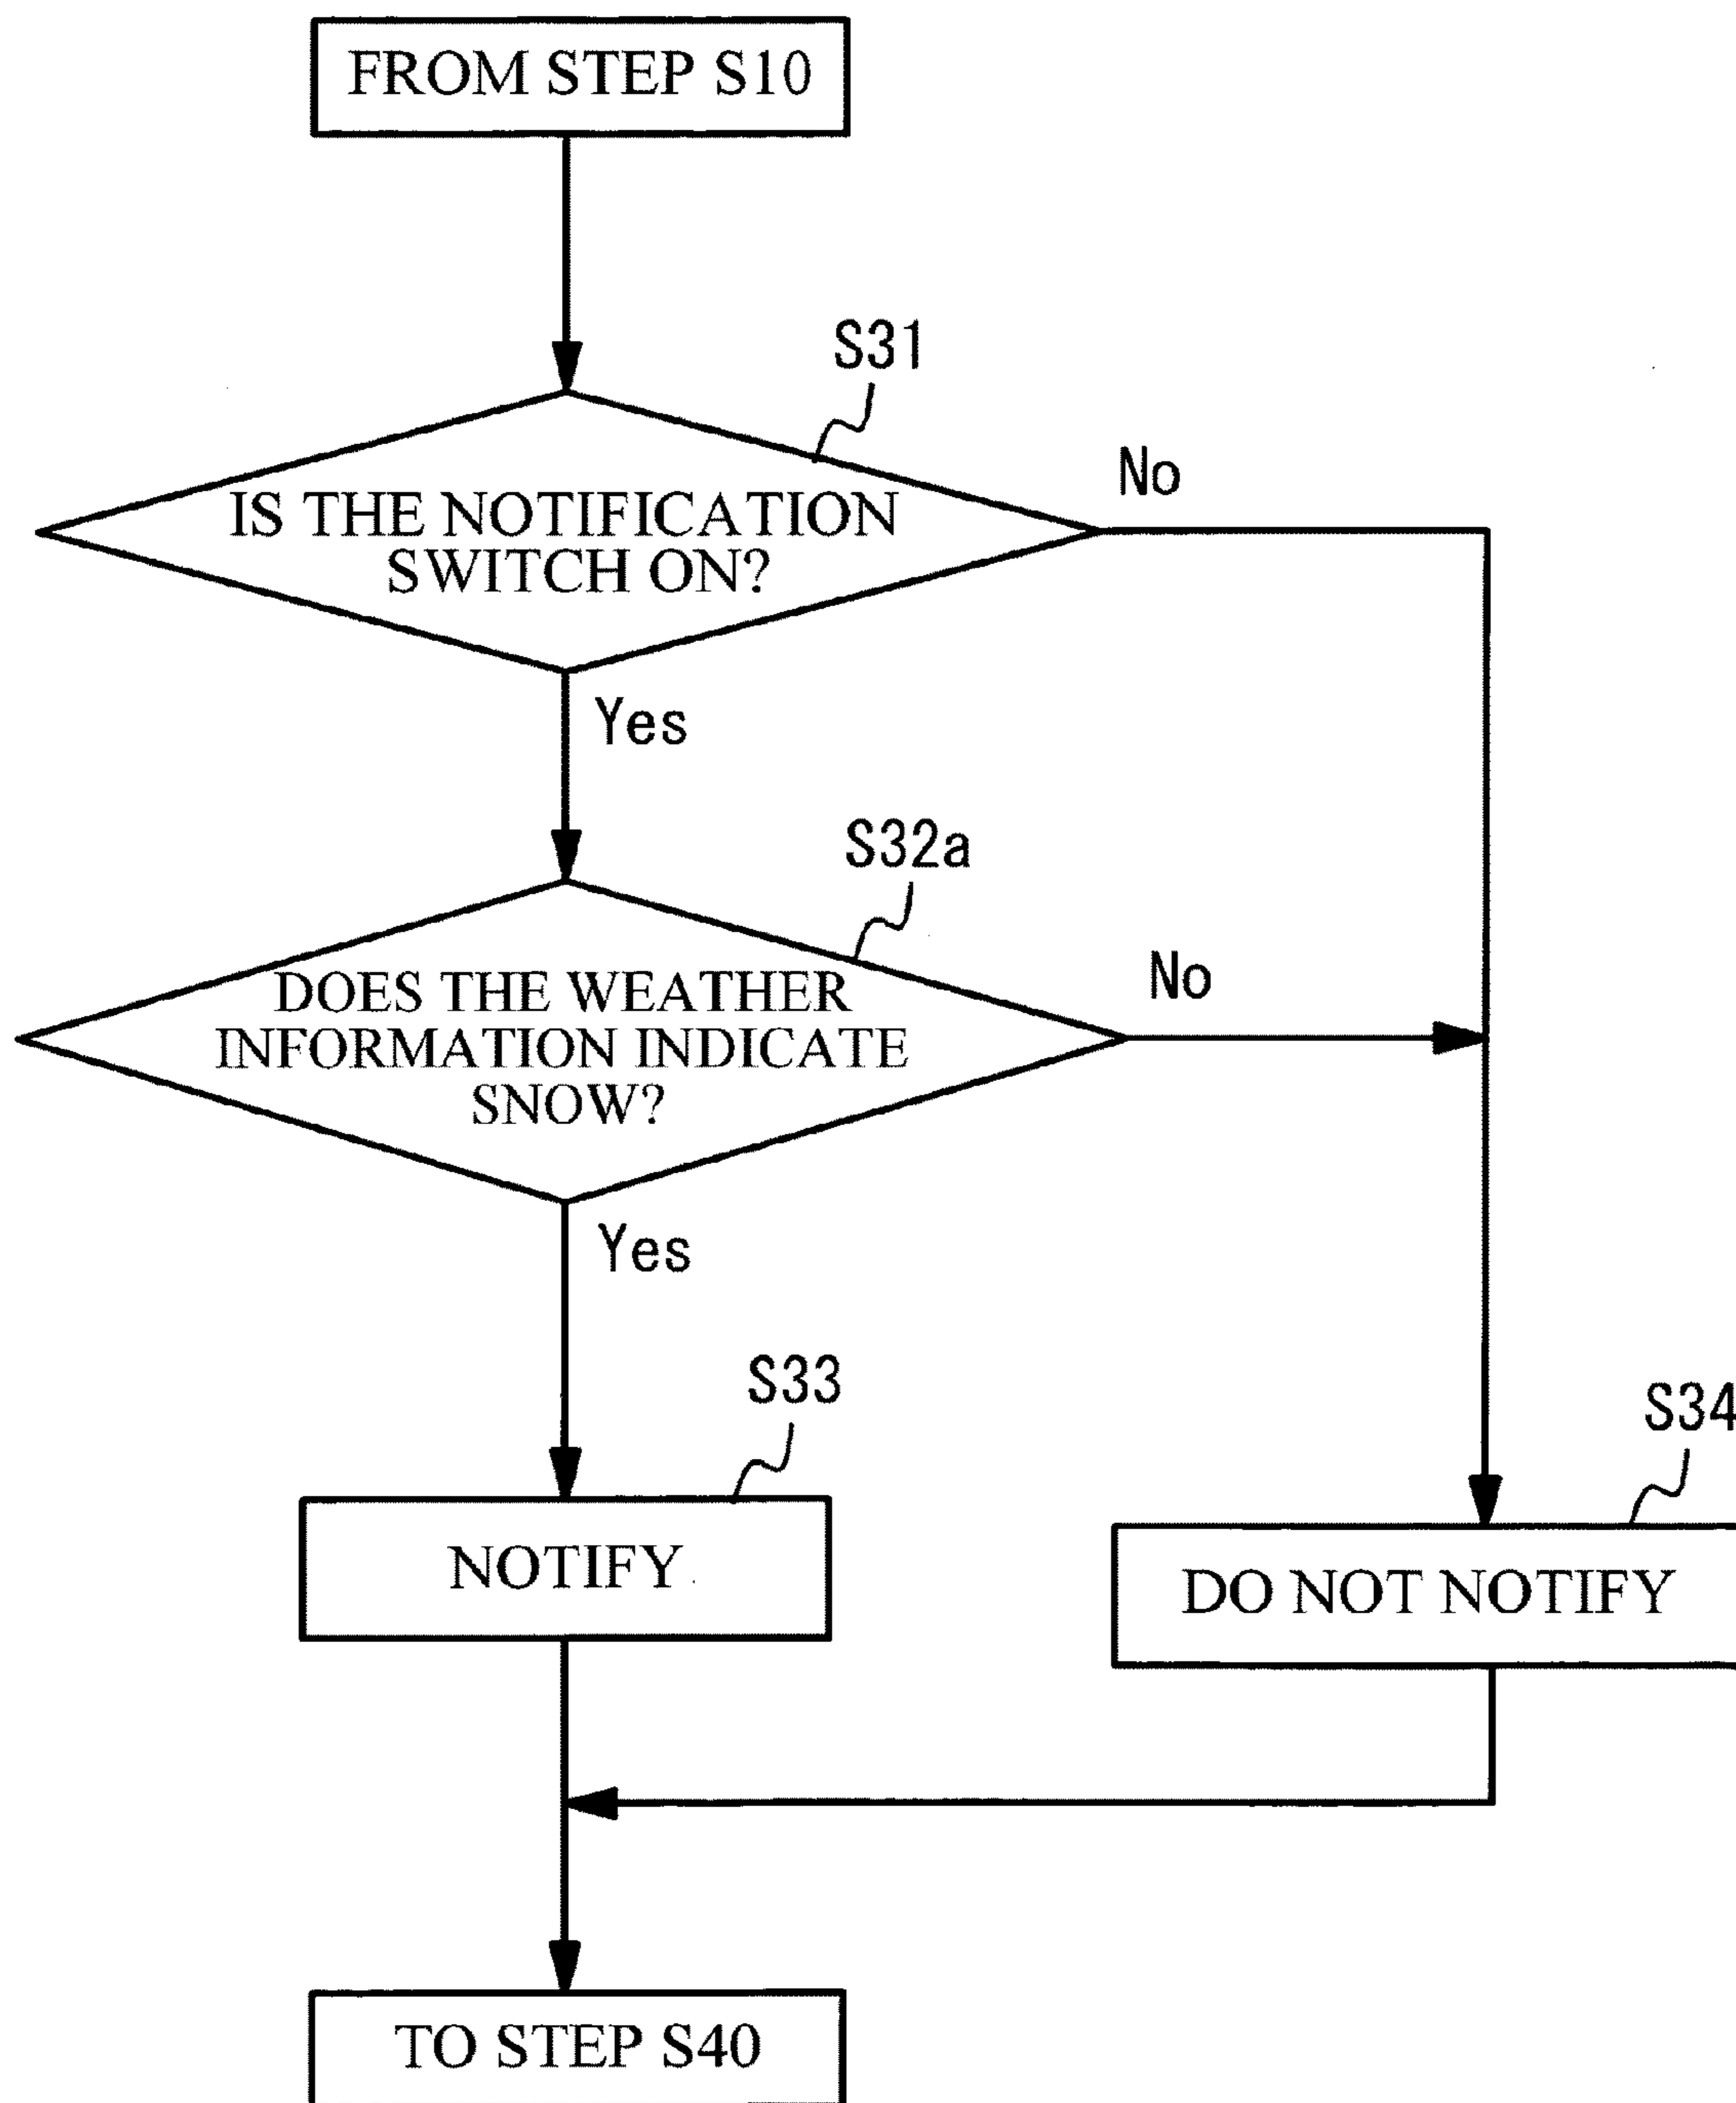 FROM STEP S10
S31
No
IS THE NOTIFICATION
SWITCH ON?
Yes
S32a
No
DOES THE WEATHER
INFORMATION INDICATE
SNOW?
Yes
S33
S34
NOTIFY
DO NOT NOTIFY
TO STEP S40